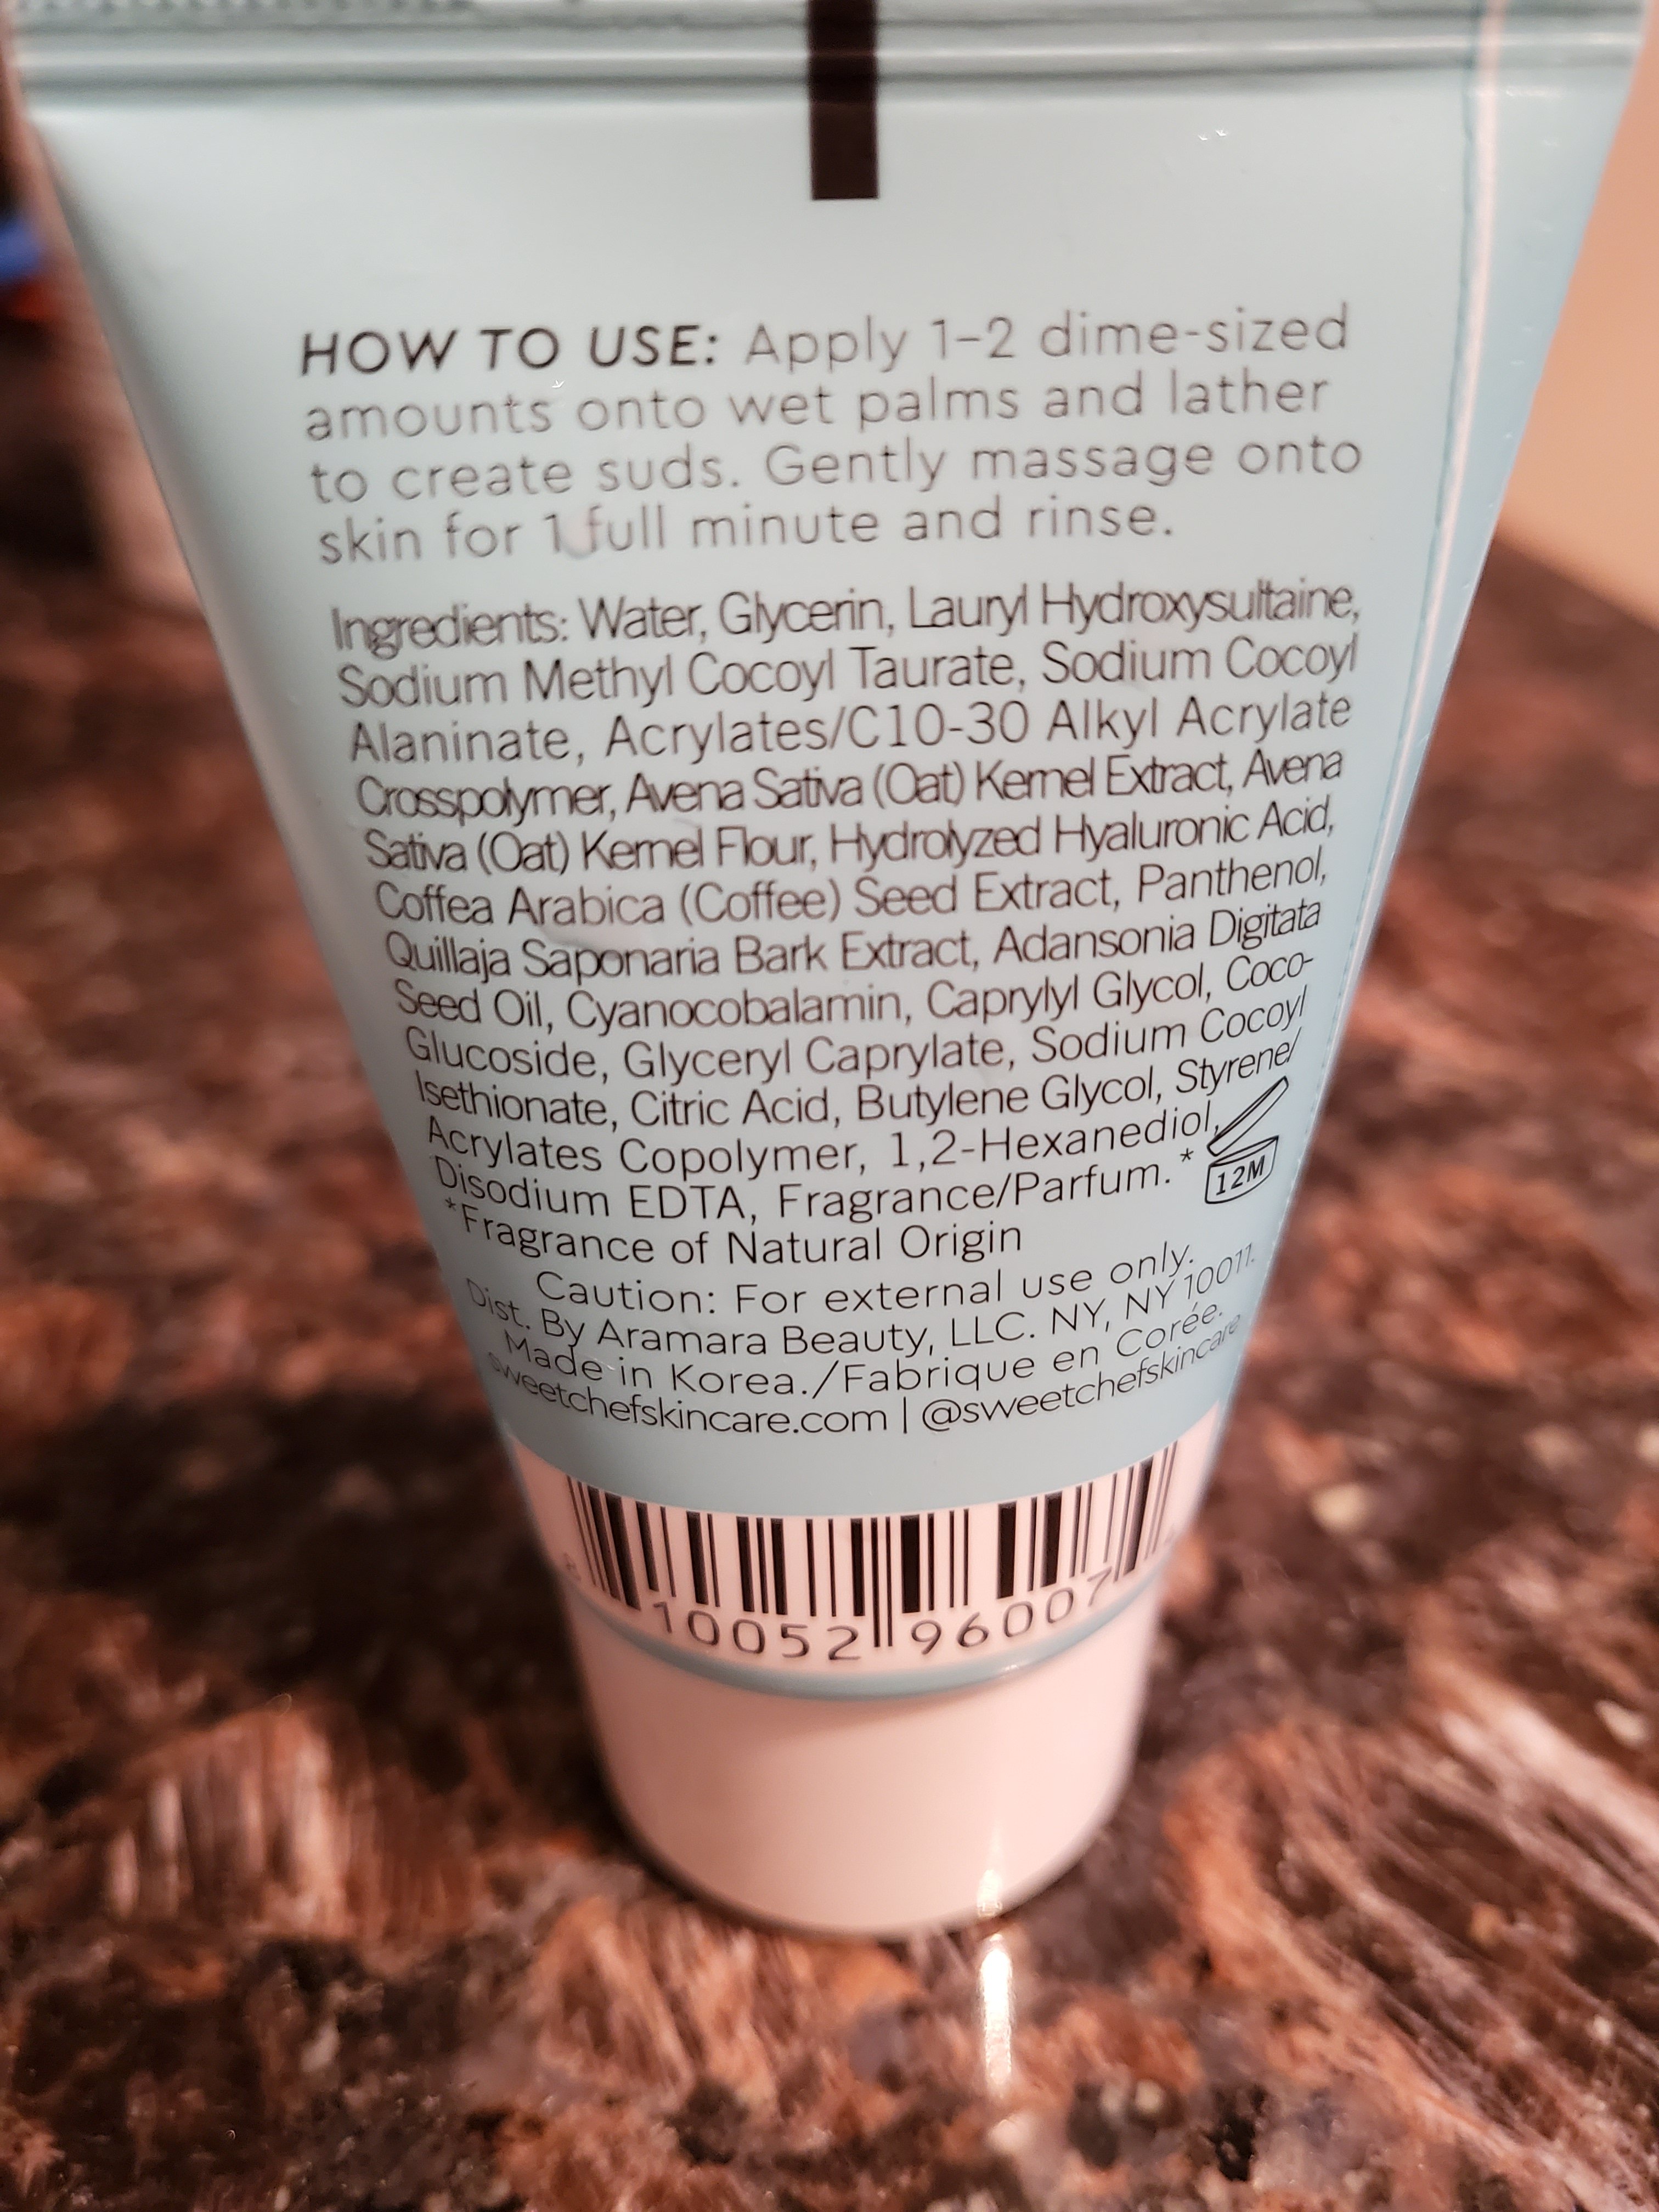 HOW TO USE: Apply 1-2 dime-sized
amounts onto wet palms and lather
to create suds. Gently massage onto
skin for 1 full minute and rinse.
Ingredients: Water, Glycerin, Lauryl Hydroxysultaine,
Sodium Methyl Cocoyl Taurate, Sodium Cocoyl
Alaninate, Acrylates/C10-30 Alkyl Acrylate
Crosspolymer, Avena Sativa (Oat) Kernel Extract, Avena
Sativa (Oat) Kernel Flour, Hydrolyzed Hyaluronic Acid,
Coffea Arabica (Coffee) Seed Extract, Panthenol,
Quillaja Saponaria Bark Extract, Adansonia Digitata
Seed Oil, Cyanocobalamin, Caprylyl Glycol, Coco-
Glucoside, Glyceryl Caprylate, Sodium Cocoyl
Isethionate, Citric Acid, Butylene Glycol, Styrene/
Acrylates Copolymer, 1,2-Hexanediol,
Disodium EDTA, Fragrance/Parfum. *
12M
*Fragrance of Natural Origin
Caution: For external use only.
Dist. By Aramara Beauty, LLC. NY, NY 10011.
Made in Korea./Fabrique en Corée.
sweetchefskincare.com | @sweetchefskincare
10052 96007